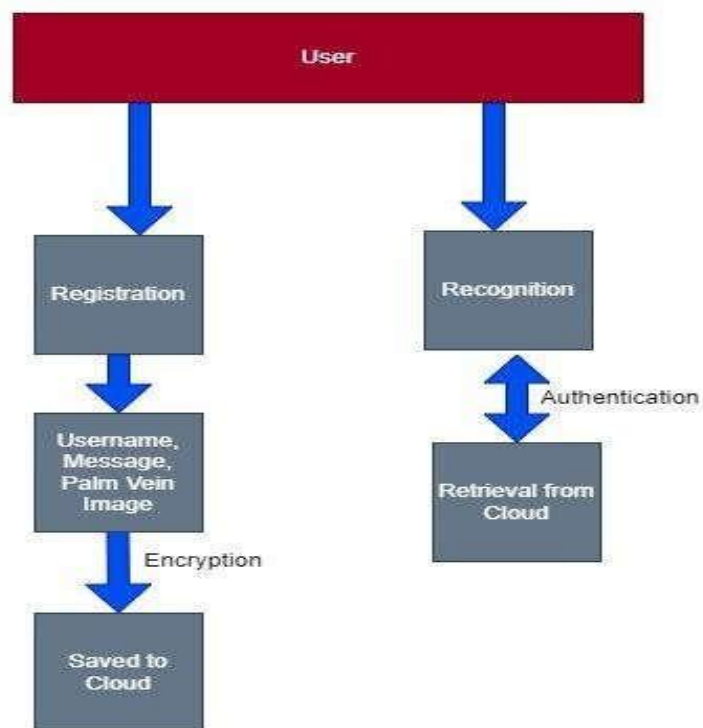 User
Registration
Recognition
Authentication
Username,
Message,
Palm Vein
Image
Retrieval from
Cloud
Encryption
Saved to
Cloud